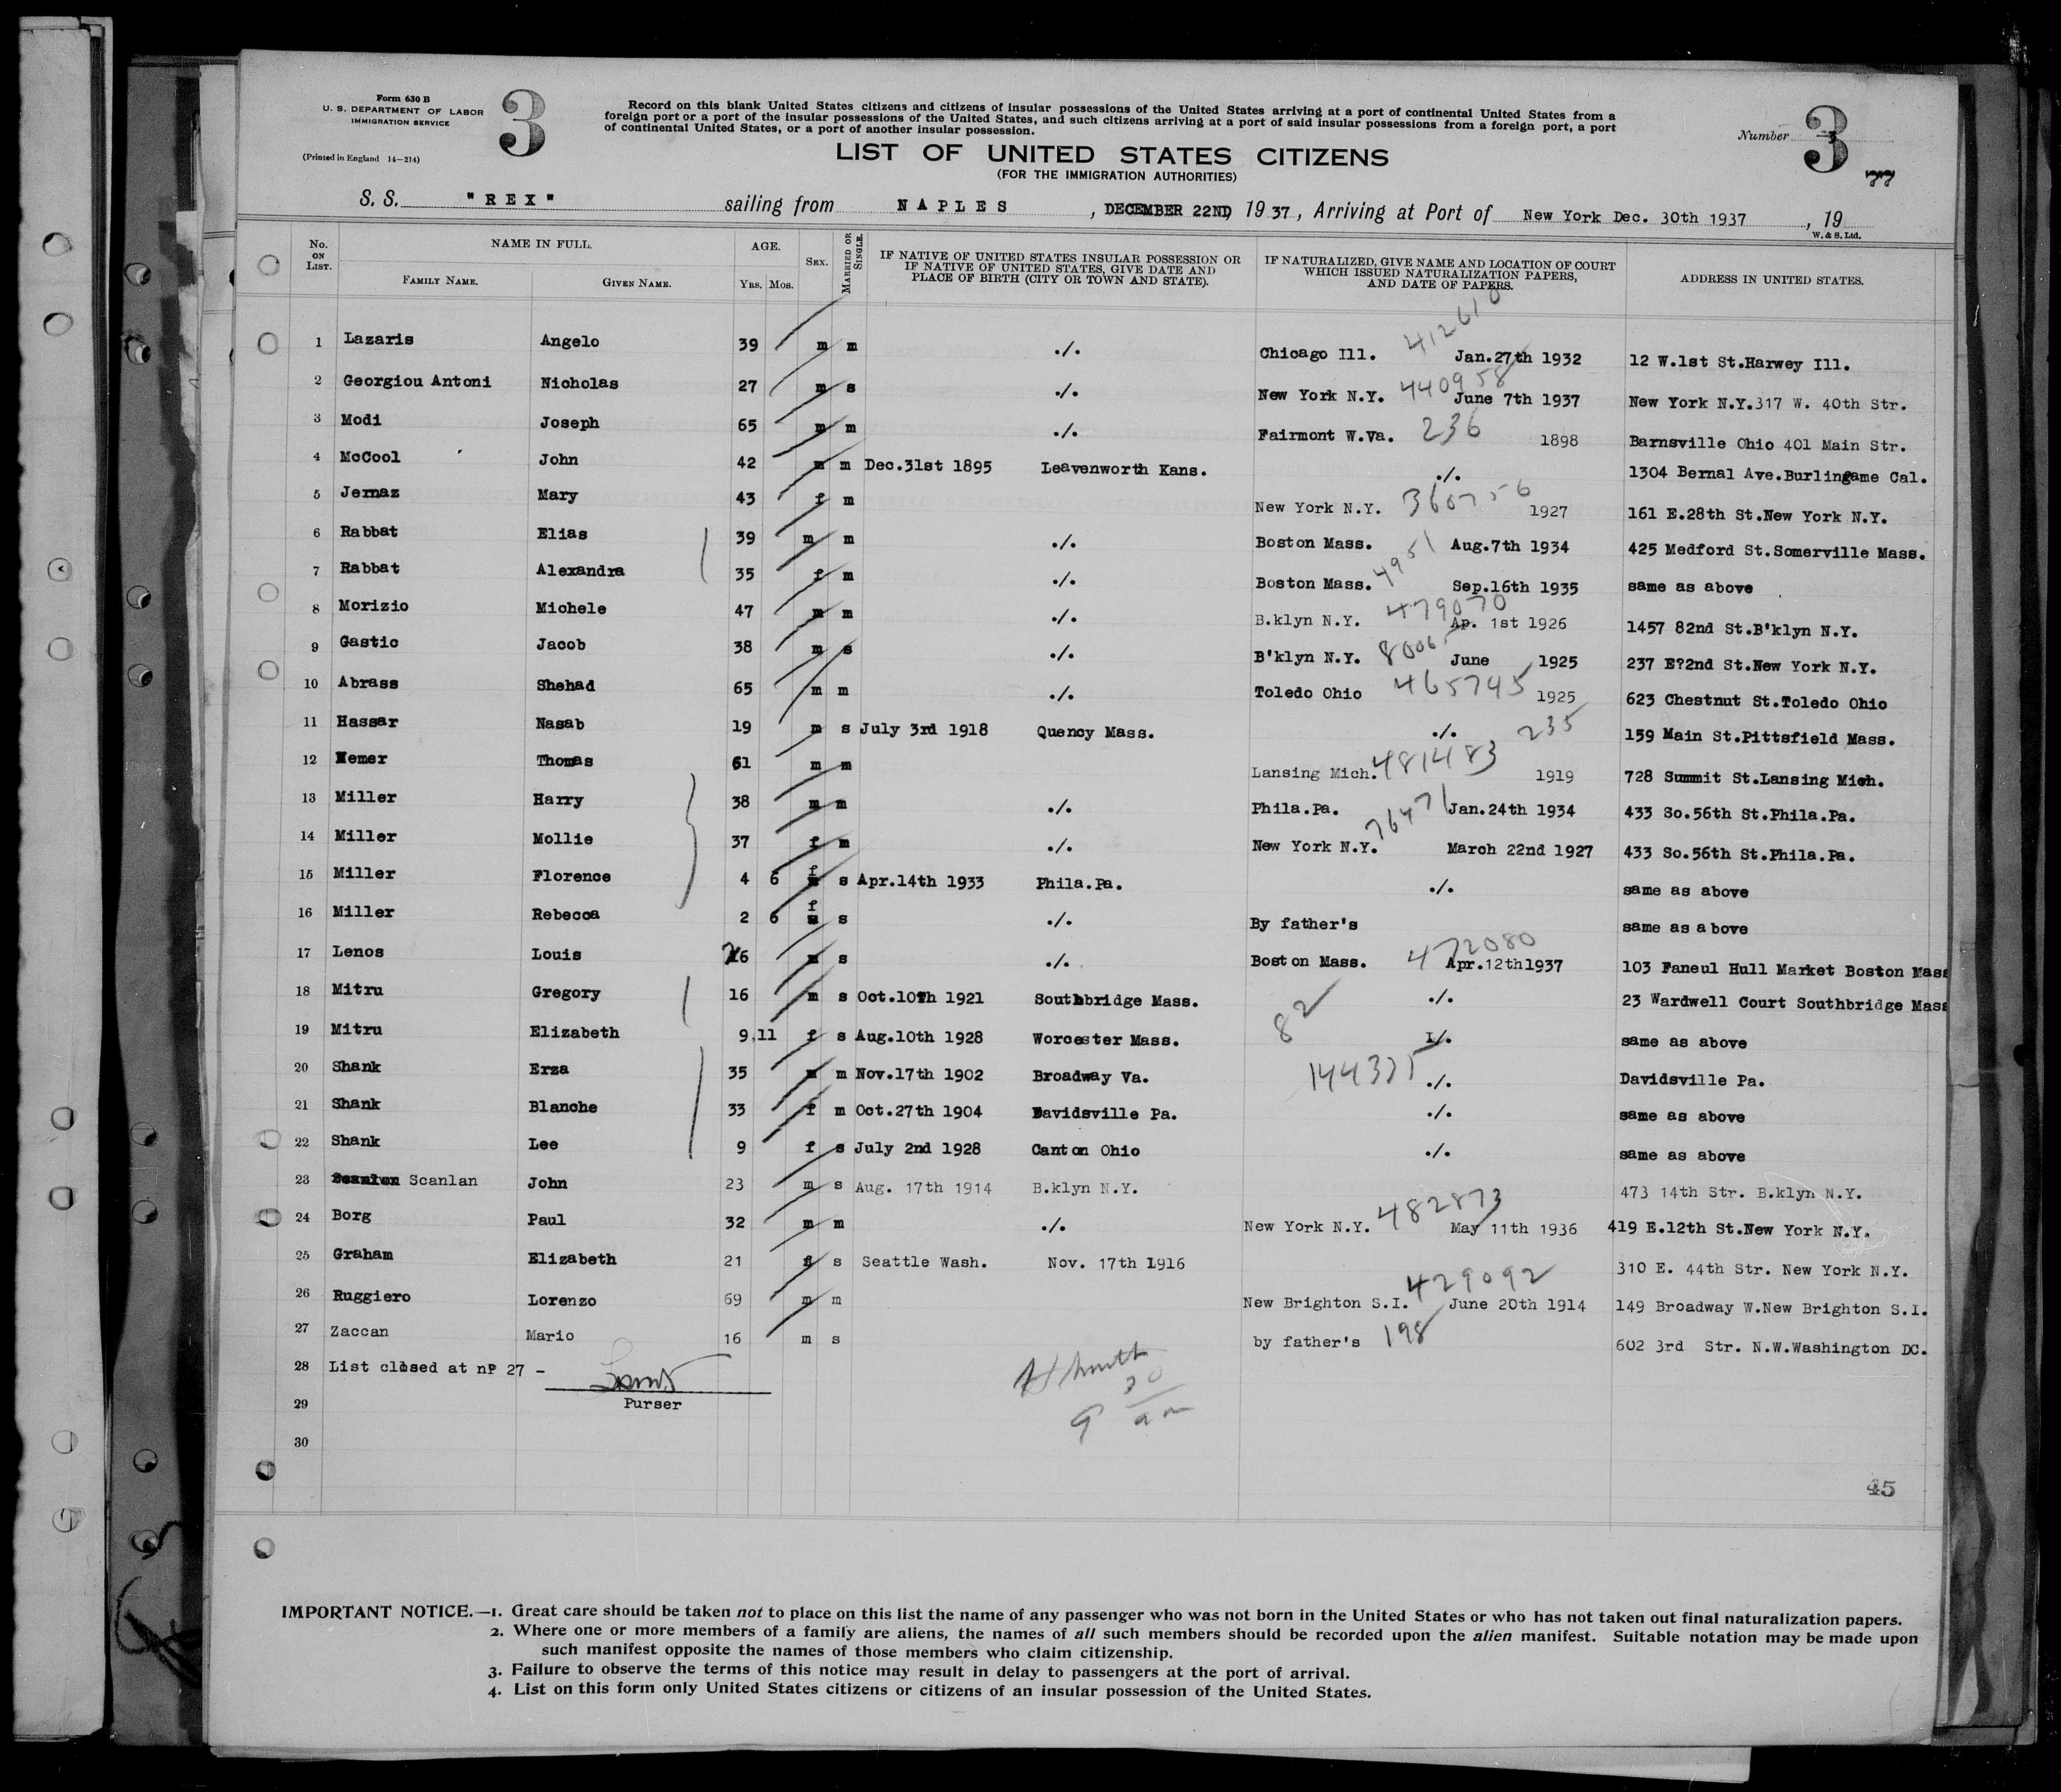 Form 630 B
U. S. DEPARTMENT OF LABOR
IMMIGRATION SERVICE
(Printed in England 14—214)
3
Record on this blank United States citizens and citizens of insular possessions of the United States arriving at a port of continental United States from a
foreign port or a port of the insular possessions of the United States, and such citizens arriving at a port of said insular possessions from a foreign port, a port
of continental United States, or a port of another insular possession.
Number 3
LIST OF UNITED STATES CITIZENS
(FOR THE IMMIGRATION AUTHORITIES)
S. S. "REX" sailing from NAPLES, DECEMBER 22ND, 1937, Arriving at Port of New York Dec. 30th 1937, 19
W. & S. Ltd.
No. ON LIST. NAME IN FULL. FAMILY NAME. GIVEN NAME. AGE. YRS. MOS. SEX. MARRIED OR SINGLE. IF NATIVE OF UNITED STATES INSULAR POSSESSION OR IF NATIVE OF UNITED STATES, GIVE DATE AND PLACE OF BIRTH (CITY OR TOWN AND STATE). IF NATURALIZED, GIVE NAME AND LOCATION OF COURT WHICH ISSUED NATURALIZATION PAPERS, AND DATE OF PAPERS. ADDRESS IN UNITED STATES.
1 Lazaris Angelo 39 m m ./. Chicago Ill. 412610 Jan.27th 1932 12 W.1st St.Harwey Ill.
2 Georgiou Antoni Nicholas 27 m s ./. New York N.Y. 440958 June 7th 1937 New York N.Y.317 W. 40th Str.
3 Modi Joseph 65 m m ./. Fairmont W.Va. 236 1898 Barnsville Ohio 401 Main Str.
4 McCool John 42 m m Dec.31st 1895 Leavenworth Kans. ./. 1304 Bernal Ave.Burlingame Cal.
5 Jernaz Mary 43 f m New York N.Y. 360756 1927 161 E.28th St.New York N.Y.
6 Rabbat Elias 39 m m ./. Boston Mass. Aug.7th 1934 425 Medford St.Somerville Mass.
7 Rabbat Alexandra 35 f m ./. Boston Mass. 4951 Sep.16th 1935 same as above
8 Morizio Michele 47 m m ./. B.klyn N.Y. 479070 Ap. 1st 1926 1457 82nd St.B'klyn N.Y.
9 Gastic Jacob 38 m s ./. B'klyn N.Y. 8006 June 1925 237 E?2nd St.New York N.Y.
10 Abrass Shehad 65 m m ./. Toledo Ohio 465745 1925 623 Chestnut St.Toledo Ohio
11 Hassar Nasab 19 m s July 3rd 1918 Quency Mass. ./. 235 159 Main St.Pittsfield Mass.
12 Nemer Thomas 61 m m Lansing Mich. 481483 1919 728 Summit St.Lansing Mich.
13 Miller Harry 38 m m ./. Phila.Pa. Jan.24th 1934 433 So.56th St.Phila.Pa.
14 Miller Mollie 37 f m ./. New York N.Y. 76471 March 22nd 1927 433 So.56th St.Phila.Pa.
15 Miller Florence 4 6 f s Apr.14th 1933 Phila.Pa. ./. same as above
16 Miller Rebecca 2 6 f s ./. By father's same as above
17 Lenos Louis 26 m s ./. Boston Mass. 472080 Apr.12th1937 103 Faneul Hull Market Boston Mass
18 Mitru Gregory 16 m s Oct.10Th 1921 Southbridge Mass. ./. 23 Wardwell Court Southbridge Mass
19 Mitru Elizabeth 9,11 f s Aug.10th 1928 Worcester Mass. 82 ./. same as above
20 Shank Erza 35 m m Nov.17th 1902 Broadway Va. ./. Davidsville Pa.
21 Shank Blanche 33 f m Oct.27th 1904 Davidsville Pa. ./. same as above
22 Shank Lee 9 f s July 2nd 1928 Canton Ohio ./. same as above
23 Scanlan John 23 m s Aug. 17th 1914 B.klyn N.Y. 473 14th Str. B.klyn N.Y.
24 Borg Paul 32 m m ./. New York N.Y. 482873 May 11th 1936 419 E.12th St.New York N.Y.
25 Graham Elizabeth 21 f s Seattle Wash. Nov. 17th 1916 310 E. 44th Str. New York N.Y.
26 Ruggiero Lorenzo 69 m m New Brighton S.I. 429092 June 20th 1914 149 Broadway W.New Brighton S.I.
27 Zaccan Mario 16 m s by father's 198 602 3rd Str. N.W.Washington DC.
28 List closed at nº 27 -
29 Purser
30
9 30 am
45
IMPORTANT NOTICE.—1. Great care should be taken not to place on this list the name of any passenger who was not born in the United States or who has not taken out final naturalization papers.
2. Where one or more members of a family are aliens, the names of all such members should be recorded upon the alien manifest. Suitable notation may be made upon
such manifest opposite the names of those members who claim citizenship.
3. Failure to observe the terms of this notice may result in delay to passengers at the port of arrival.
4. List on this form only United States citizens or citizens of an insular possession of the United States.